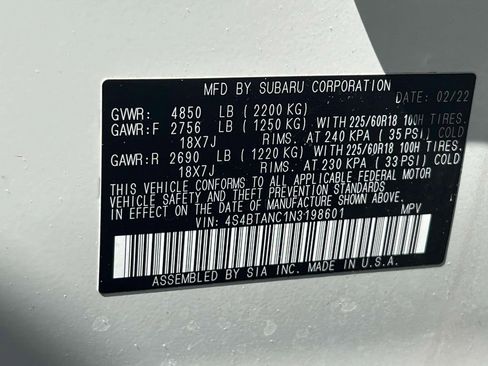 MFD BY SUBARU CORPORATION
DATE: 02/22
GVWR: 4850 LB ( 2200 KG)
GAWR:F 2756 LB ( 1250 KG) WITH 225/60R18 100H TIRES.
18X7J RIMS. AT 240 KPA ( 35 PSI) COLD
GAWR:R 2690 LB ( 1220 KG) WITH 225/60R18 100H TIRES.
18X7J RIMS. AT 230 KPA ( 33 PSI) COLD
THIS VEHICLE CONFORMS TO ALL APPLICABLE FEDERAL MOTOR
VEHICLE SAFETY AND THEFT PREVENTION STANDARDS
IN EFFECT ON THE DATE OF MANUFACTURE SHOWN ABOVE.
VIN: 4S4BTANC1N3198601 MPV
ASSEMBLED BY SIA INC. MADE IN U.S.A.